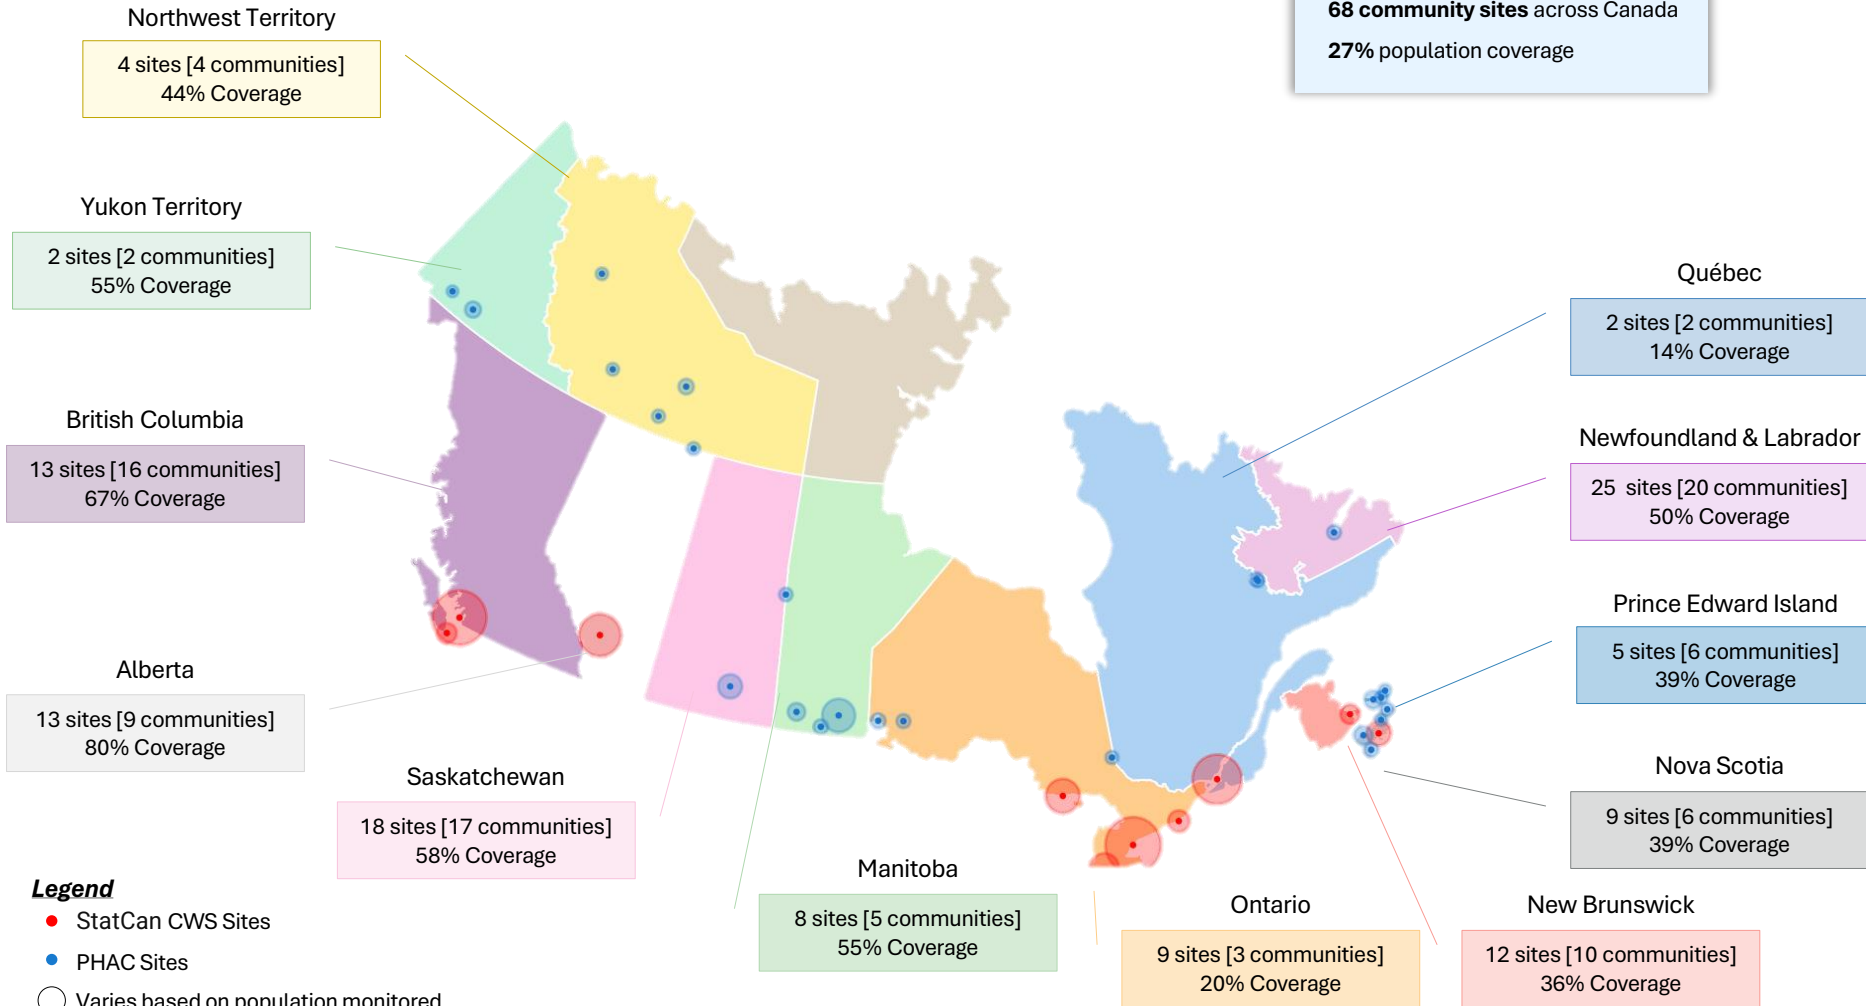 68 community sites across Canada
27% population coverage
Northwest Territory
4 sites [4 communities]
44% Coverage
Yukon Territory
2 sites [2 communities]
55% Coverage
British Columbia
13 sites [16 communities]
67% Coverage
Alberta
13 sites [9 communities]
80% Coverage
Saskatchewan
18 sites [17 communities]
58% Coverage
Manitoba
8 sites [5 communities]
55% Coverage
Ontario
9 sites [3 communities]
20% Coverage
Québec
2 sites [2 communities]
14% Coverage
Newfoundland & Labrador
25 sites [20 communities]
50% Coverage
Prince Edward Island
5 sites [6 communities]
39% Coverage
Nova Scotia
9 sites [6 communities]
39% Coverage
New Brunswick
12 sites [10 communities]
36% Coverage
Legend
StatCan CWS Sites
PHAC Sites
Varies based on population monitored